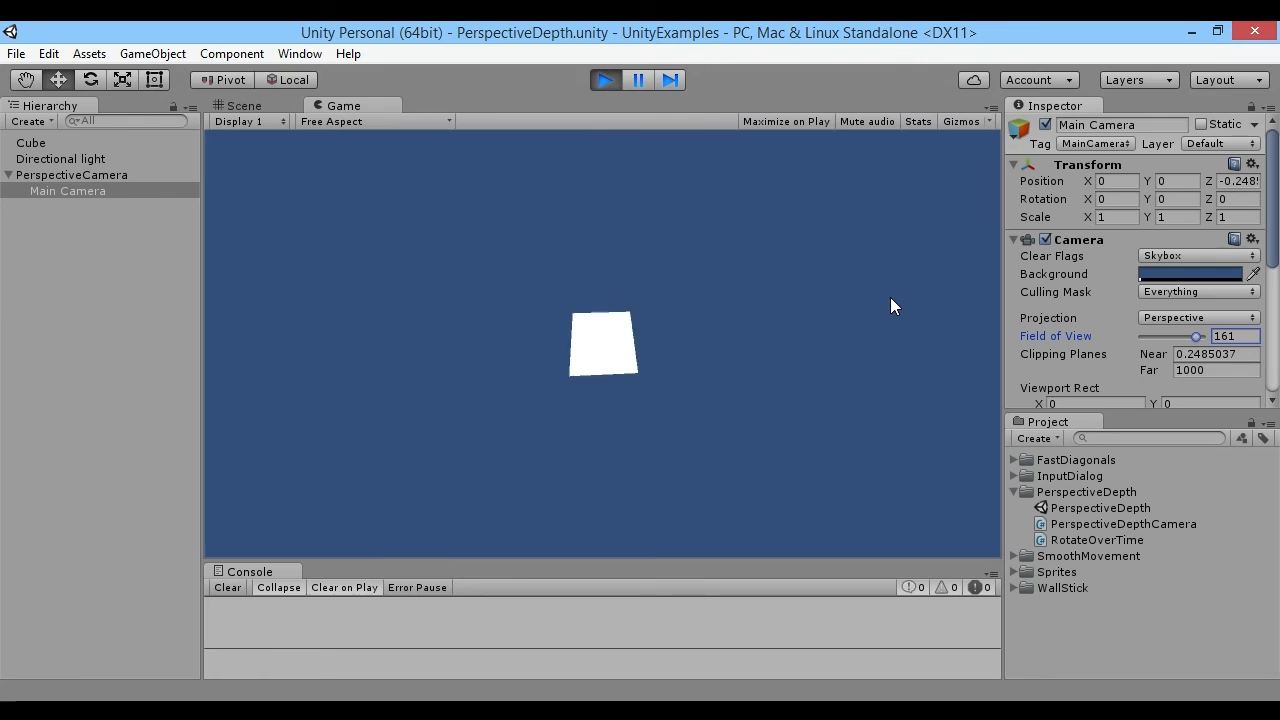 Unity Personal (64bit) - PerspectiveDepth.unity - UnityExamples - PC, Mac & Linux Standalone <DX11>
File Edit Assets GameObject Component Window Help
Pivot Local Account Layers Layout
Hierarchy Scene Game Inspector
Create All Display 1 Free Aspect Maximize on Play Mute audio Stats Gizmos Main Camera Static
Cube Tag MainCamera Layer Default
Directional light Transform
PerspectiveCamera Position X 0 Y 0 Z -0.248
Main Camera Rotation X 0 Y 0 Z 0
Scale X 1 Y 1 Z 1
Camera
Clear Flags Skybox
Background
Culling Mask Everything
Projection Perspective
Field of View 161
Clipping Planes Near 0.2485037
Far 1000
Viewport Rect
X 0 Y 0
Project
Create
FastDiagonals
InputDialog
PerspectiveDepth
PerspectiveDepth
PerspectiveDepthCamera
RotateOverTime
SmoothMovement
Sprites
WallStick
Console
Clear Collapse Clear on Play Error Pause 0 0 0